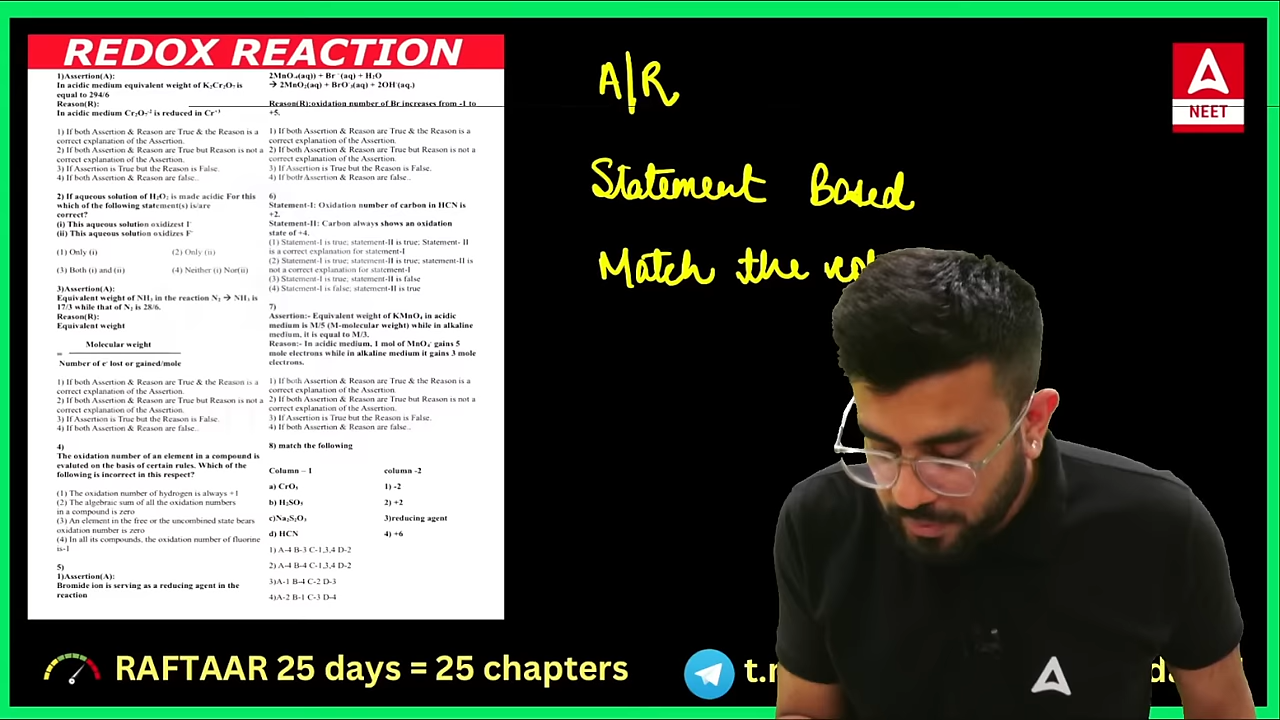 REDOX REACTION
1)Assertion(A):
In acidic medium equivalent weight of K₂Cr₂O₇ is
equal to 294/6
Reason(R):
In acidic medium Cr₂O₇⁻² is reduced in Cr⁺³
1) If both Assertion & Reason are True & the Reason is a
correct explanation of the Assertion.
2) If both Assertion & Reason are True but Reason is not a
correct explanation of the Assertion.
3) If Assertion is True but the Reason is False.
4) If both Assertion & Reason are false..
2) If aqueous solution of H₂O₂ is made acidic For this
which of the following statement(s) is/are
correct?
(i) This aqueous solution oxidizest I⁻
(ii) This aqueous solution oxidizes F⁻
(1) Only (i) (2) Only (ii)
(3) Both (i) and (ii) (4) Neither (i) Nor(ii)
3)Assertion(A):
Equivalent weight of NH₃ in the reaction N₂ → NH₃ is
17/3 while that of N₂ is 28/6.
Reason(R):
Equivalent weight
Molecular weight
=
Number of e⁻ lost or gained/mole
1) If both Assertion & Reason are True & the Reason is a
correct explanation of the Assertion.
2) If both Assertion & Reason are True but Reason is not a
correct explanation of the Assertion.
3) If Assertion is True but the Reason is False.
4) If both Assertion & Reason are false..
4)
The oxidation number of an element in a compound is
evaluted on the basis of certain rules. Which of the
following is incorrect in this respect?
(1) The oxidation number of hydrogen is always +1
(2) The algebraic sum of all the oxidation numbers
in a compound is zero
(3) An element in the free or the uncombined state bears
oxidation number is zero
(4) In all its compounds, the oxidation number of fluorine
is-1
5)
1)Assertion(A):
Bromide ion is serving as a reducing agent in the
reaction
2MnO₄(aq)) + Br⁻(aq) + H₂O
→ 2MnO₂(aq) + BrO⁻₃(aq) + 2OH⁻(aq.)
Reason(R):oxidation number of Br increases from -1 to
+5.
1) If both Assertion & Reason are True & the Reason is a
correct explanation of the Assertion.
2) If both Assertion & Reason are True but Reason is not a
correct explanation of the Assertion.
3) If Assertion is True but the Reason is False.
4) If both Assertion & Reason are false..
6)
Statement-I: Oxidation number of carbon in HCN is
+2.
Statement-II: Carbon always shows an oxidation
state of +4.
(1) Statement-I is true; statement-II is true; Statement- II
is a correct explanation for statement-I
(2) Statement-I is true; statement-II is true; statement-II is
not a correct explanation for statement-I
(3) Statement-I is true; statement-II is false
(4) Statement-I is false; statement-II is true
7)
Assertion:- Equivalent weight of KMnO₄ in acidic
medium is M/5 (M-molecular weight) while in alkaline
medium, it is equal to M/3.
Reason:- In acidic medium, 1 mol of MnO₄⁻ gains 5
mole electrons while in alkaline medium it gains 3 mole
electrons.
1) If both Assertion & Reason are True & the Reason is a
correct explanation of the Assertion.
2) If both Assertion & Reason are True but Reason is not a
correct explanation of the Assertion.
3) If Assertion is True but the Reason is False.
4) If both Assertion & Reason are false..
8) match the following
Column – 1 column -2
a) CrO₅ 1) -2
b) H₂SO₅ 2) +2
c)Na₂S₂O₃ 3)reducing agent
d) HCN 4) +6
1) A-4 B-3 C-1,3,4 D-2
2) A-4 B-4 C-1,3,4 D-2
3)A-1 B-4 C-2 D-3
4)A-2 B-1 C-3 D-4
A|R
Statement Based
Match the
NEET
RAFTAAR 25 days = 25 chapters